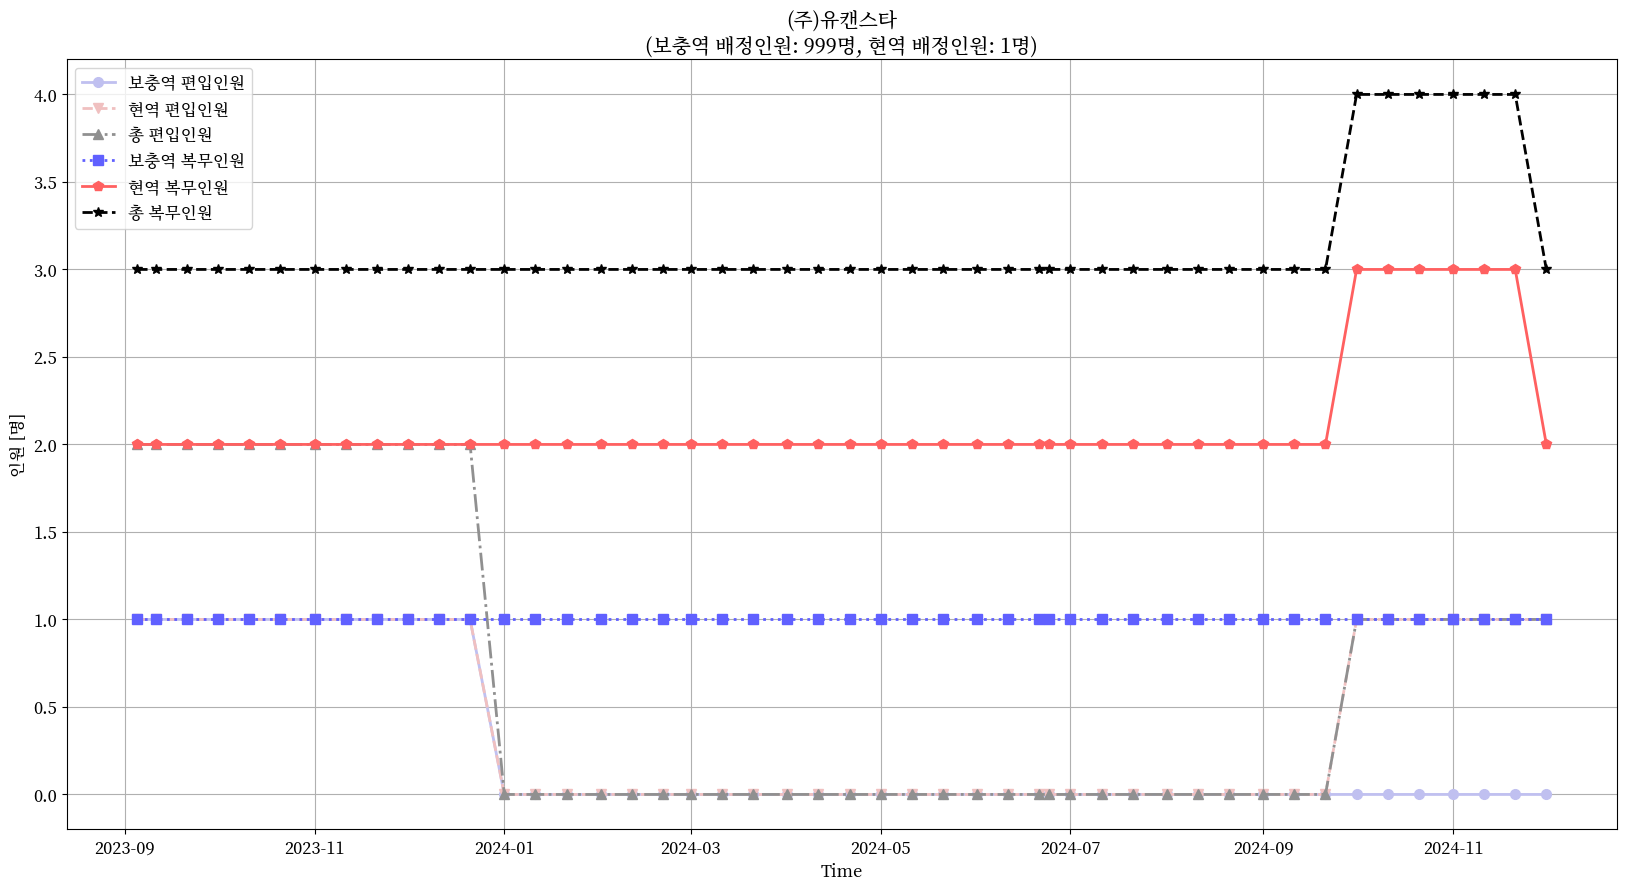 (주)유캔스타
(보충역 배정인원: 999명, 현역 배정인원: 1명)
보충역 편입인원
현역 편입인원
총 편입인원
보충역 복무인원
현역 복무인원
총 복무인원
4.0
3.5
3.0
2.5
2.0
1.5
1.0
0.5
0.0
인원 [명]
2023-09 2023-11 2024-01 2024-03 2024-05 2024-07 2024-09 2024-11
Time